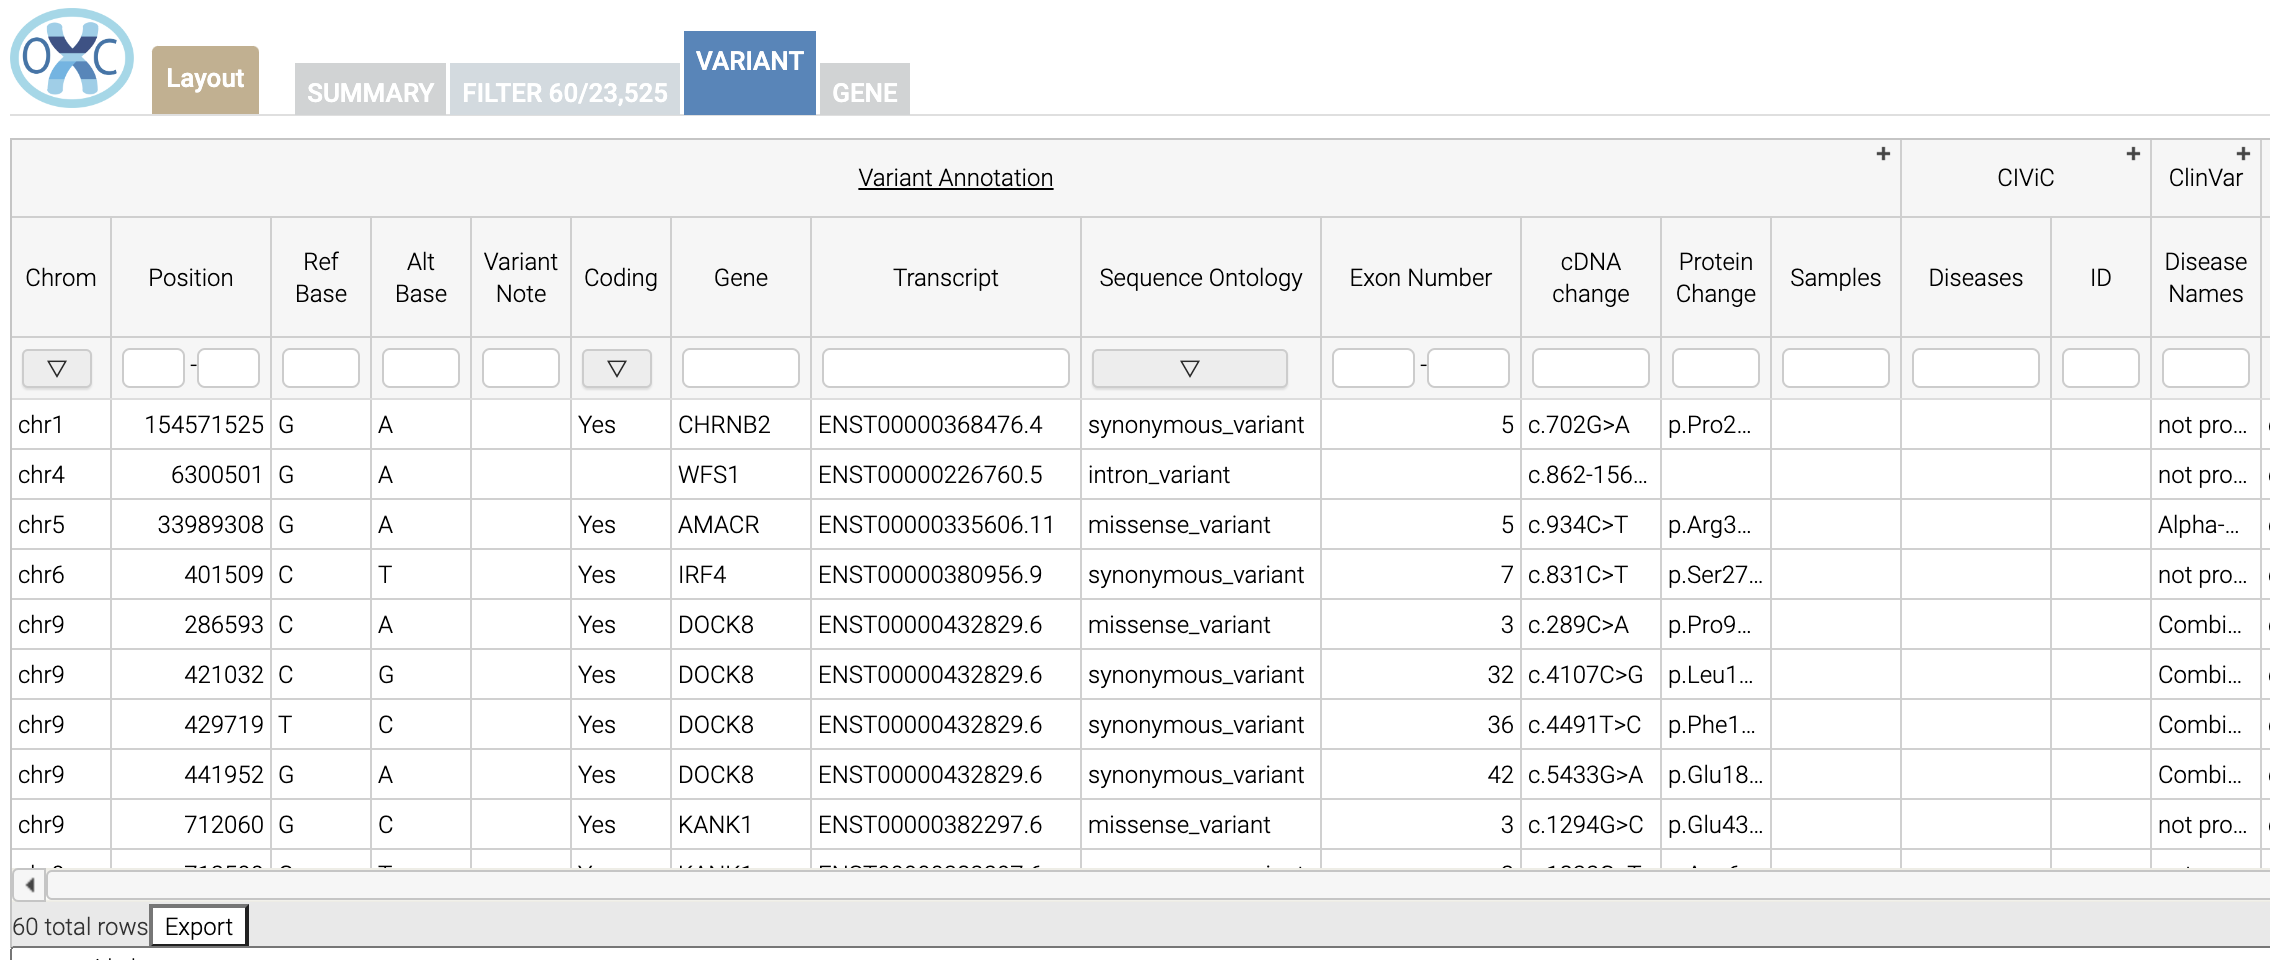 OXC
Layout
SUMMARY
FILTER 60/23,525
VARIANT
GENE
Variant Annotation + CIViC + ClinVar +
Chrom Position Ref Base Alt Base Variant Note Coding Gene Transcript Sequence Ontology Exon Number cDNA change Protein Change Samples Diseases ID Disease Names
- -
chr1 154571525 G A Yes CHRNB2 ENST00000368476.4 synonymous_variant 5 c.702G>A p.Pro2... not pro...
chr4 6300501 G A WFS1 ENST00000226760.5 intron_variant c.862-156... not pro...
chr5 33989308 G A Yes AMACR ENST00000335606.11 missense_variant 5 c.934C>T p.Arg3... Alpha-...
chr6 401509 C T Yes IRF4 ENST00000380956.9 synonymous_variant 7 c.831C>T p.Ser27... not pro...
chr9 286593 C A Yes DOCK8 ENST00000432829.6 missense_variant 3 c.289C>A p.Pro9... Combi...
chr9 421032 C G Yes DOCK8 ENST00000432829.6 synonymous_variant 32 c.4107C>G p.Leu1... Combi...
chr9 429719 T C Yes DOCK8 ENST00000432829.6 synonymous_variant 36 c.4491T>C p.Phe1... Combi...
chr9 441952 G A Yes DOCK8 ENST00000432829.6 synonymous_variant 42 c.5433G>A p.Glu18... Combi...
chr9 712060 G C Yes KANK1 ENST00000382297.6 missense_variant 3 c.1294G>C p.Glu43... not pro...
60 total rows Export